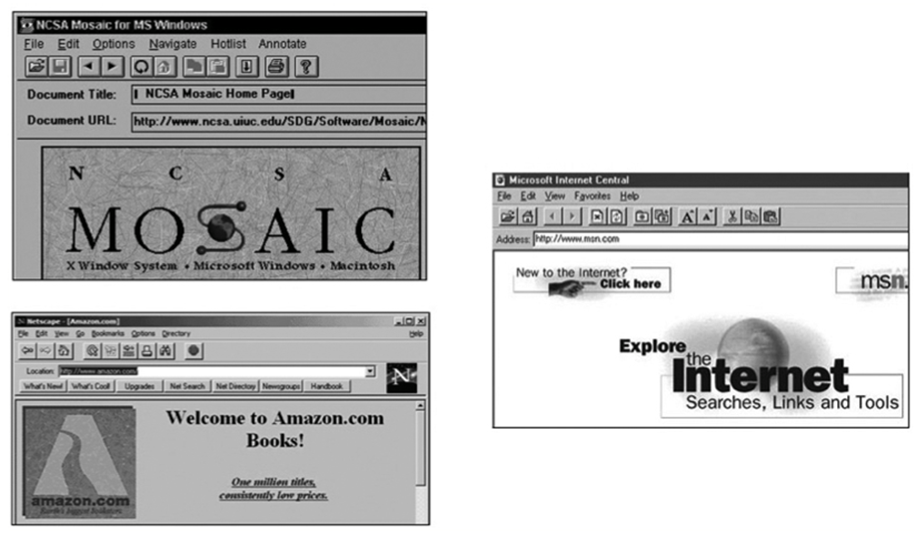 NCSA Mosaic for MS Windows
File Edit Options Navigate Hotlist Annotate
Document Title: NCSA Mosaic Home Page
Document URL: http://www.ncsa.uiuc.edu/SDG/Software/Mosaic/N
N C S A
MOSAIC
X Window System • Microsoft Windows • Macintosh
Netscape - [Amazon.com]
File Edit View Go Bookmarks Options Directory Help
Location: http://www.amazon.com/
What's New! What's Cool! Upgrades Net Search Net Directory Newsgroups Handbook
N
Welcome to Amazon.com
Books!
One million titles,
consistently low prices.
amazon.com
Earth's Biggest Bookstore
Microsoft Internet Central
File Edit View Favorites Help
Address: http://www.msn.com
New to the Internet?
Click here
msn.
Explore
the
Internet
Searches, Links and Tools